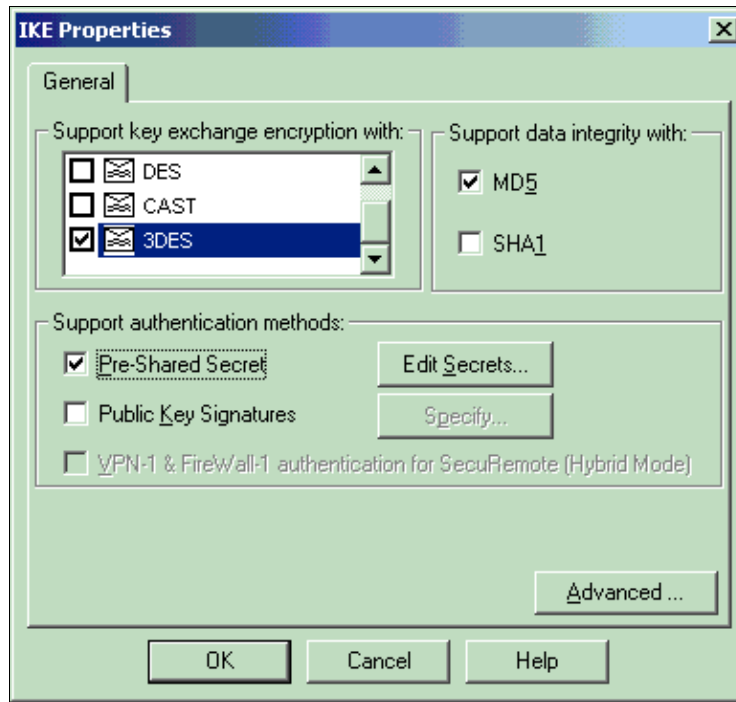 IKE Properties
General
Support key exchange encryption with:
DES
CAST
3DES
Support data integrity with:
MD5
SHA1
Support authentication methods:
Pre-Shared Secret
Edit Secrets...
Public Key Signatures
Specify...
VPN-1 & FireWall-1 authentication for SecuRemote (Hybrid Mode)
Advanced ...
OK
Cancel
Help